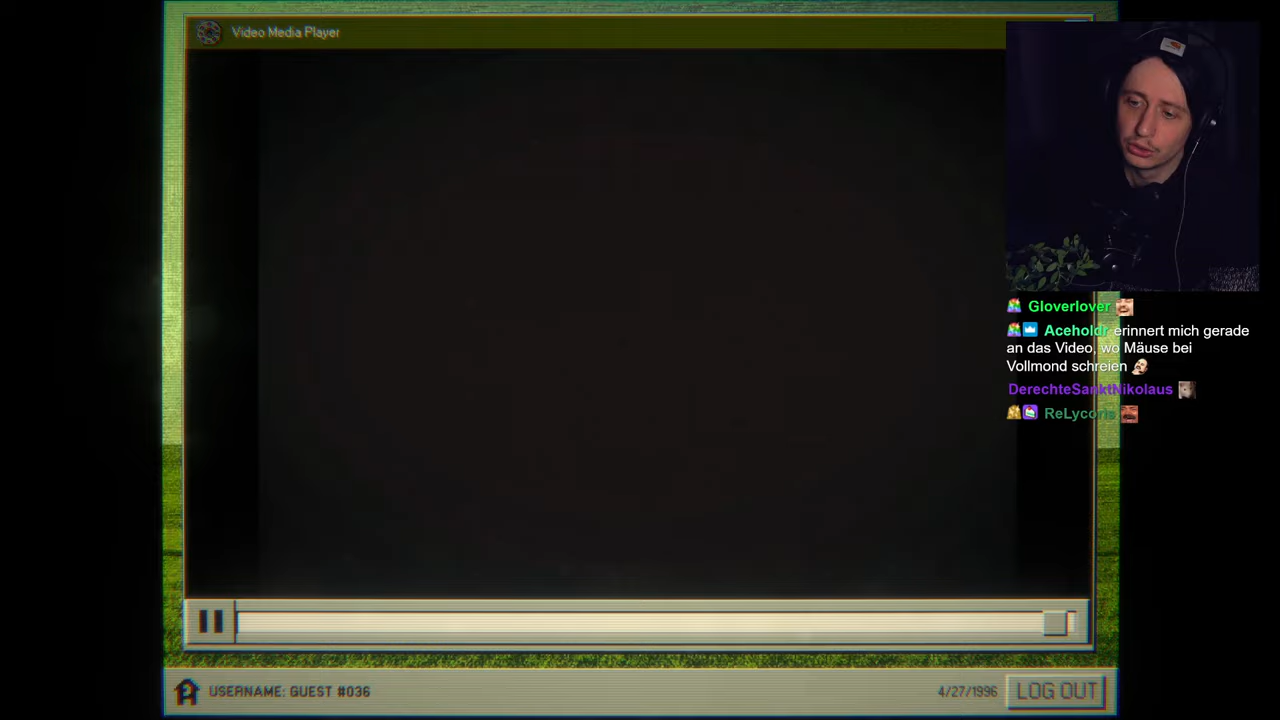 Video Media Player
Gloverlover
Aceholdr erinnert mich gerade
an das Video, wo Mäuse bei
Vollmond schreien
DerechteSanktNikolaus
ReLycoris
USERNAME: GUEST #036
4/27/1996
LOG OUT